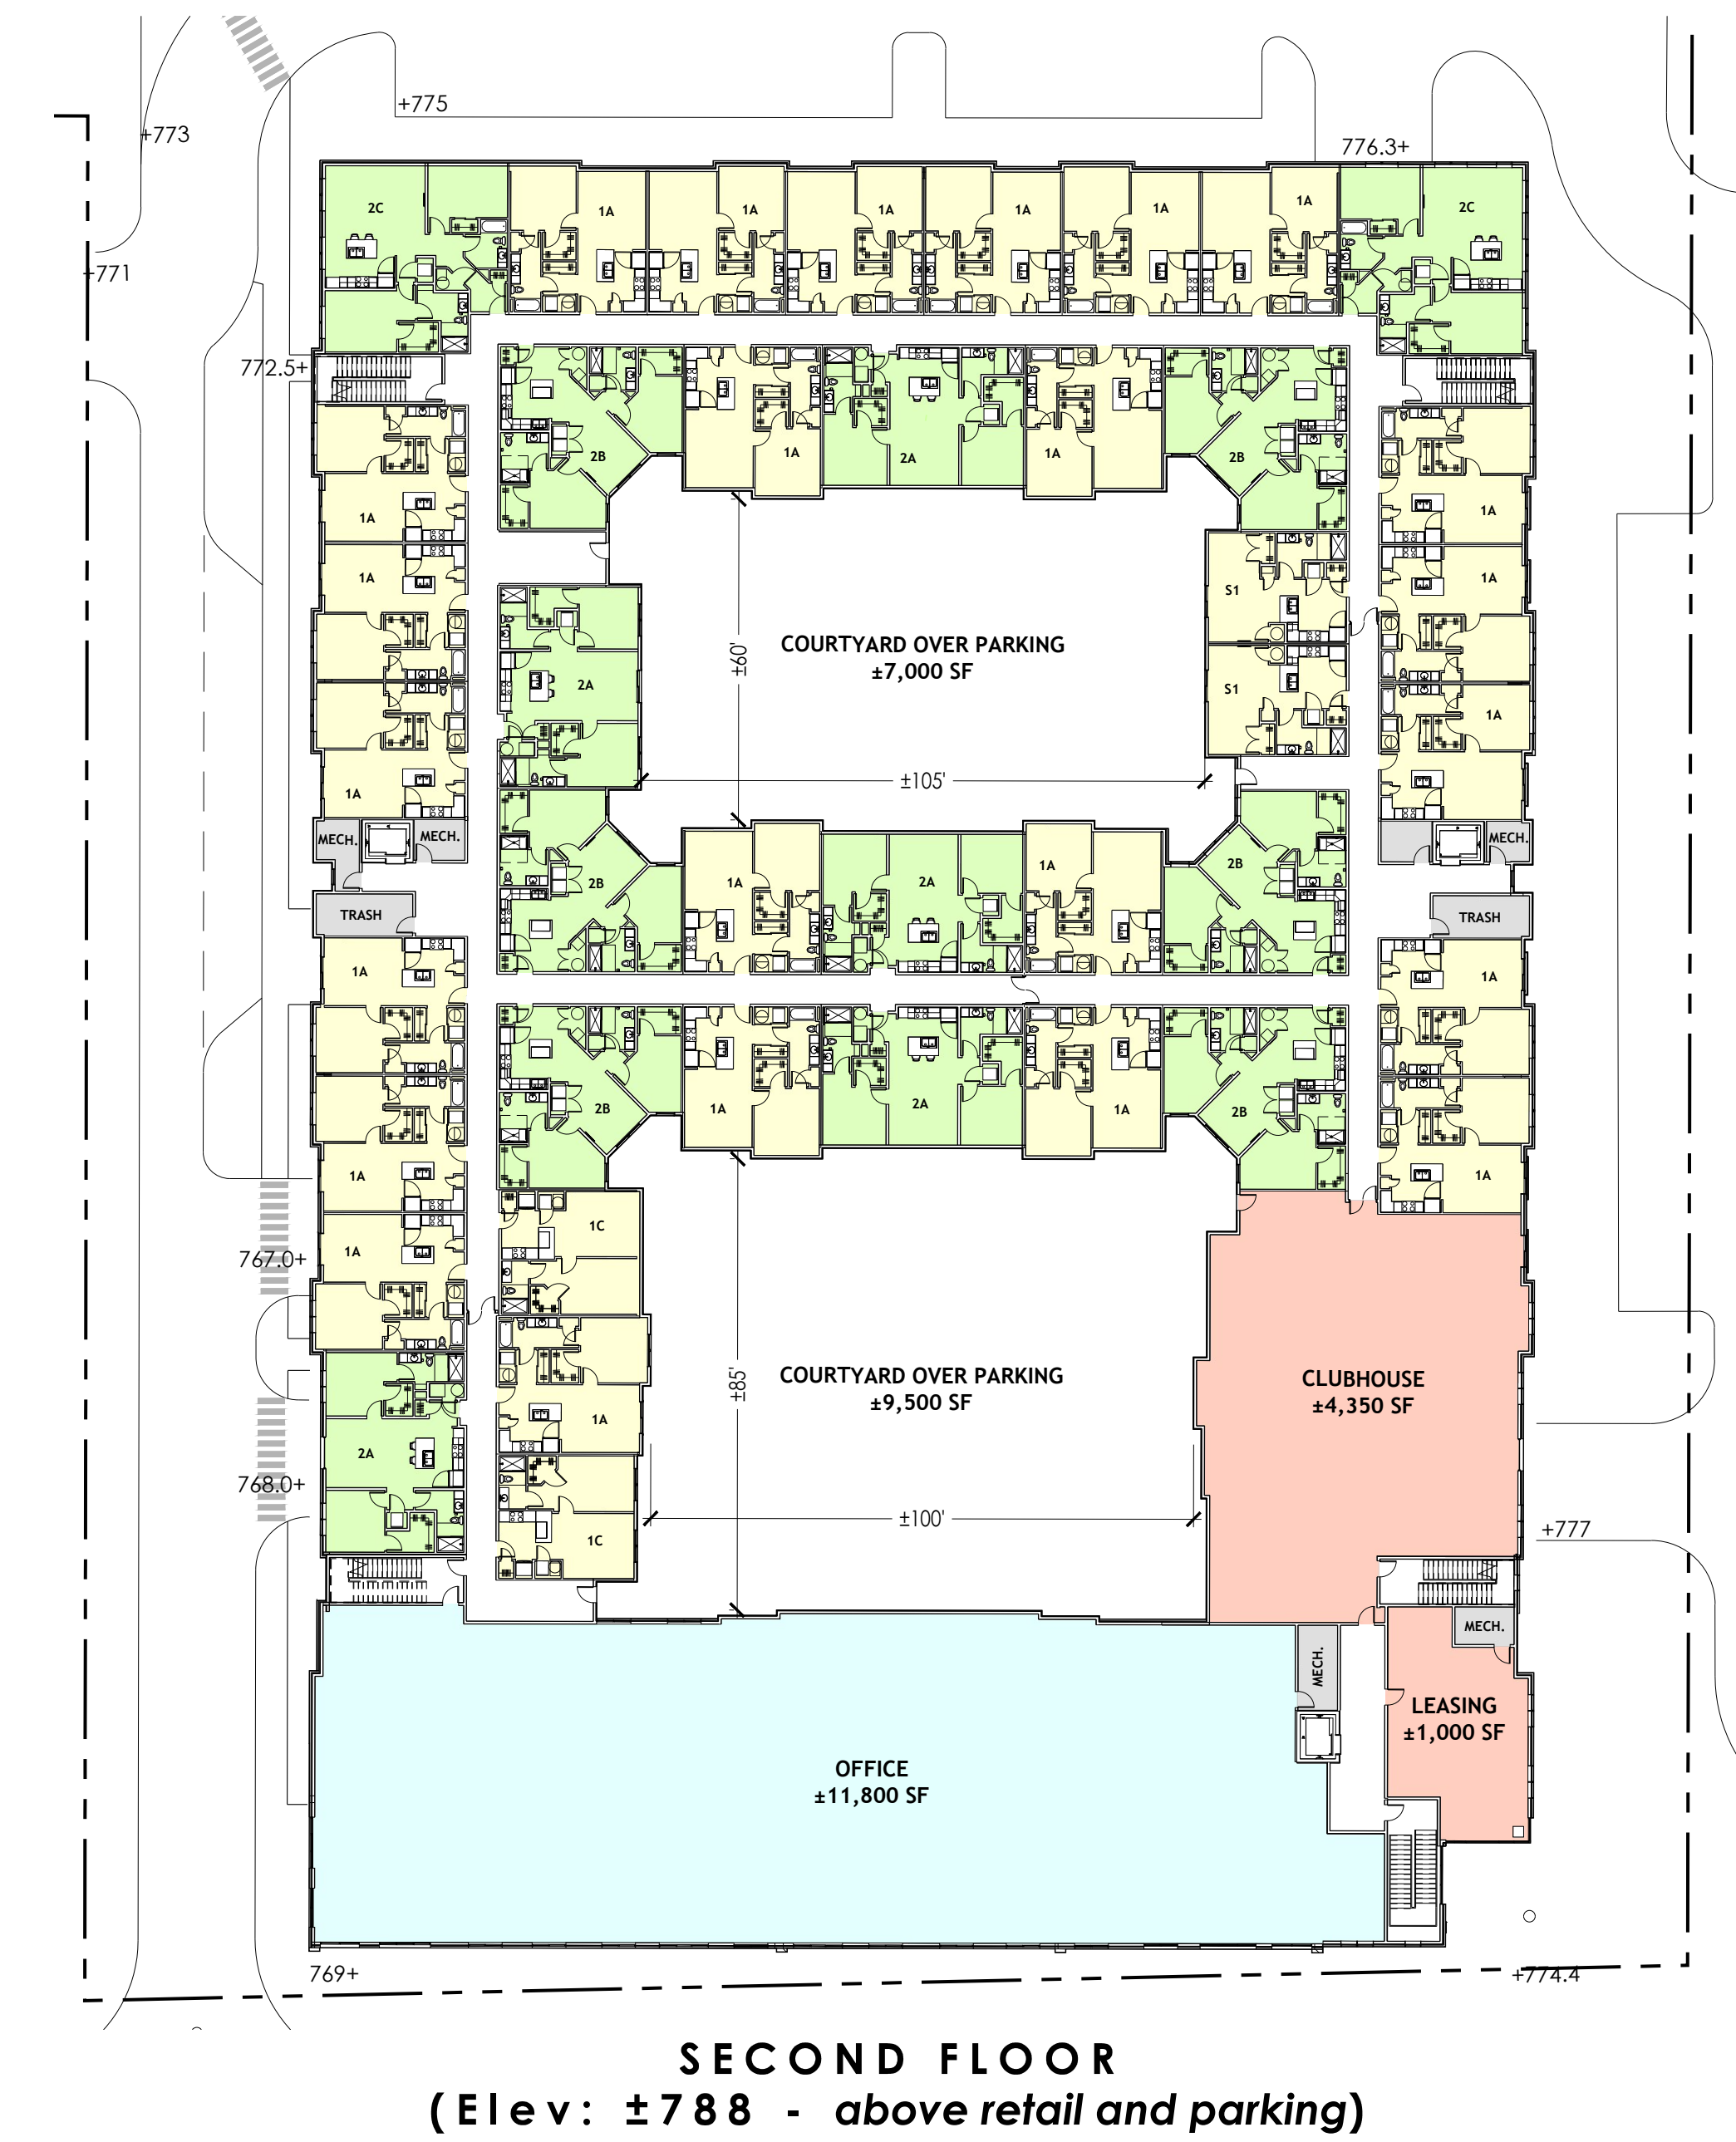 +775
+773
776.3+
+771
2C
1A
1A
1A
1A
1A
1A
2C
772.5+
2B
1A
2A
1A
2B
1A
1A
1A
1A
S1
COURTYARD OVER PARKING
±7,000 SF
±60'
2A
S1
1A
±105'
1A
MECH.
MECH.
MECH.
2B
1A
2A
1A
2B
TRASH
TRASH
1A
1A
2B
1A
2A
1A
2B
1A
1A
1C
1A
767.0+
COURTYARD OVER PARKING
±9,500 SF
±85'
CLUBHOUSE
±4,350 SF
1A
2A
768.0+
±100'
1C
+777
MECH.
MECH.
LEASING
±1,000 SF
OFFICE
±11,800 SF
769+
+774.4
SECOND FLOOR
(Elev: ±788 - above retail and parking)